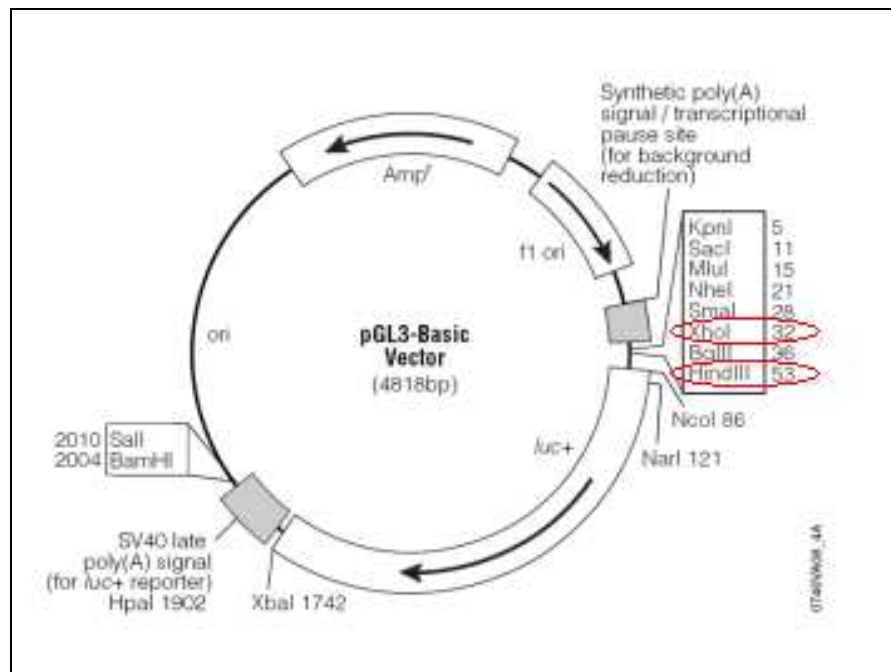 Synthetic poly(A)
signal / transcriptional
pause site
(for background
reduction)
Ampr
f1 ori
KpnI 5
SacI 11
MluI 15
NheI 21
SmaI 28
XhoI 32
BglII 36
HindIII 53
ori
pGL3-Basic
Vector
(4818bp)
NcoI 86
luc+
NarI 121
2010 SalI
2004 BamHI
SV40 late
poly(A) signal
(for luc+ reporter)
HpaI 1902
XbaI 1742
0746VA08_4A